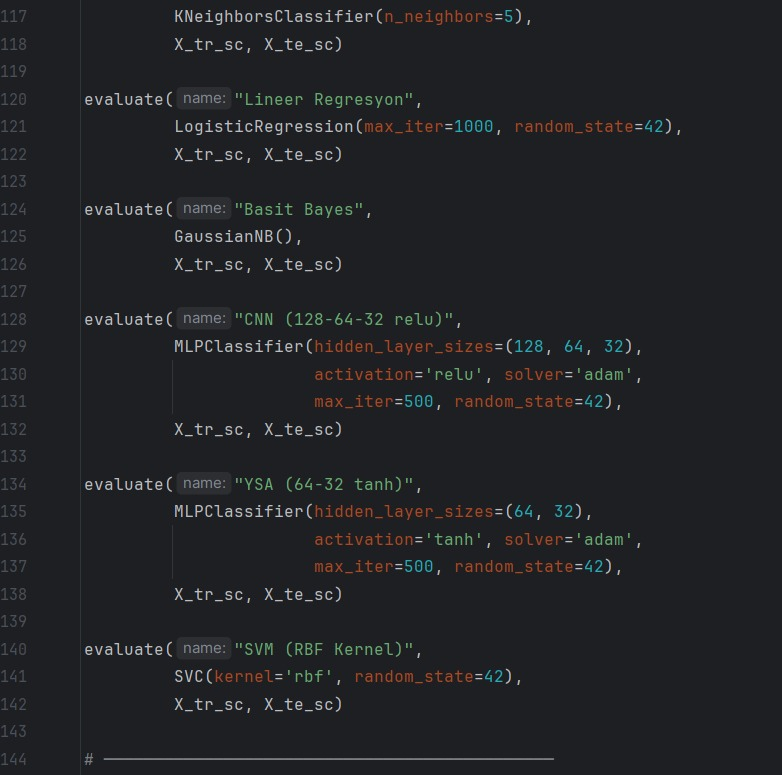 117 KNeighborsClassifier(n_neighbors=5),
118 X_tr_sc, X_te_sc)
119
120 evaluate( name: "Lineer Regresyon",
121 LogisticRegression(max_iter=1000, random_state=42),
122 X_tr_sc, X_te_sc)
123
124 evaluate( name: "Basit Bayes",
125 GaussianNB(),
126 X_tr_sc, X_te_sc)
127
128 evaluate( name: "CNN (128-64-32 relu)",
129 MLPClassifier(hidden_layer_sizes=(128, 64, 32),
130 activation='relu', solver='adam',
131 max_iter=500, random_state=42),
132 X_tr_sc, X_te_sc)
133
134 evaluate( name: "YSA (64-32 tanh)",
135 MLPClassifier(hidden_layer_sizes=(64, 32),
136 activation='tanh', solver='adam',
137 max_iter=500, random_state=42),
138 X_tr_sc, X_te_sc)
139
140 evaluate( name: "SVM (RBF Kernel)",
141 SVC(kernel='rbf', random_state=42),
142 X_tr_sc, X_te_sc)
143
144 # ─────────────────────────────────────────────